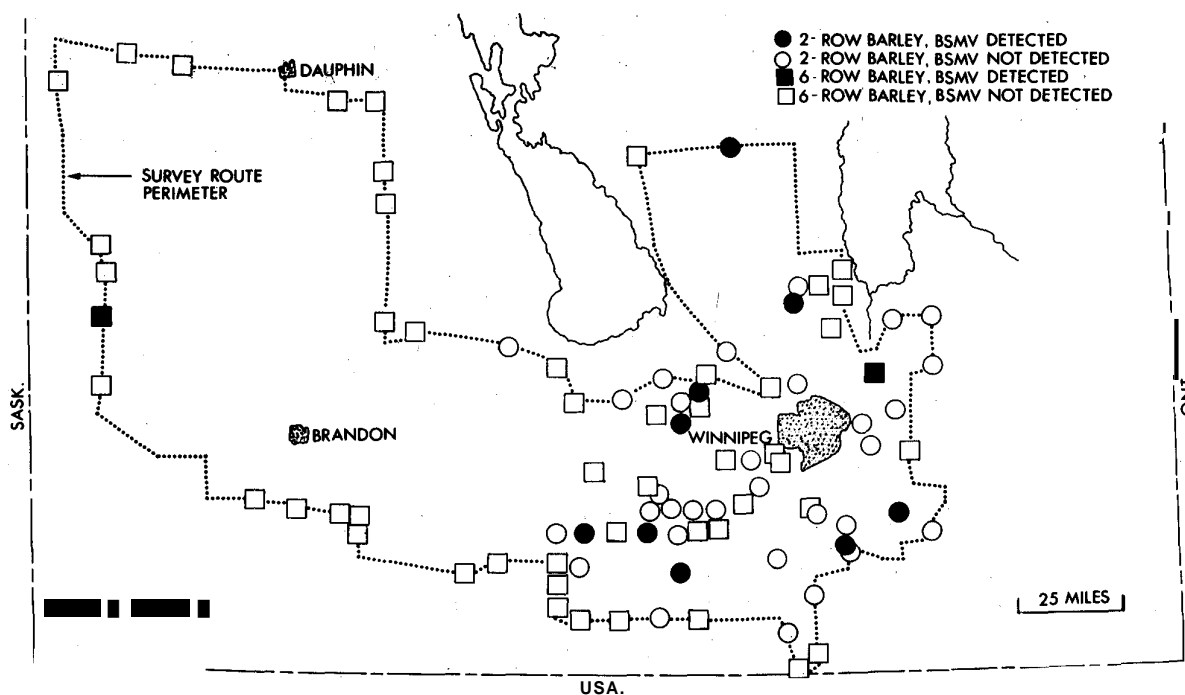 2- ROW BARLEY, BSMV DETECTED
2- ROW BARLEY, BSMV NOT DETECTED
6- ROW BARLEY, BSMV DETECTED
6- ROW BARLEY, BSMV NOT DETECTED
DAUPHIN
SURVEY ROUTE
PERIMETER
SASK.
BRANDON
WINNIPEG
25 MILES
USA.